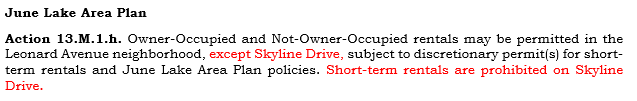 June Lake Area Plan
Action 13.M.1.h. Owner-Occupied and Not-Owner-Occupied rentals may be permitted in the
Leonard Avenue neighborhood, except Skyline Drive, subject to discretionary permit(s) for short-
term rentals and June Lake Area Plan policies. Short-term rentals are prohibited on Skyline
Drive.